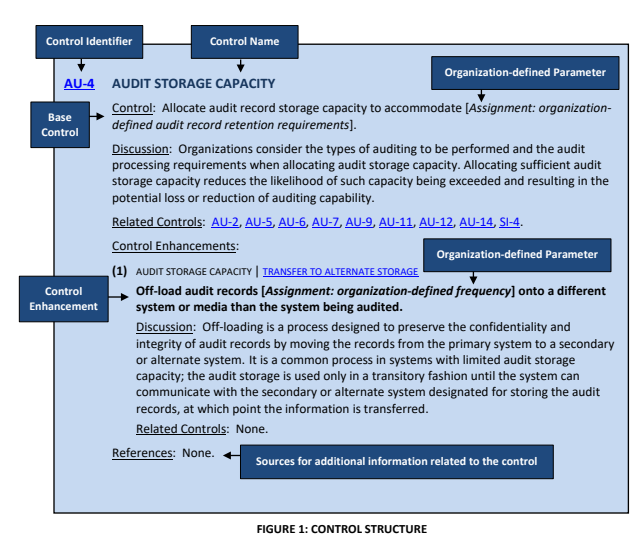 Control Identifier
Control Name
Organization-defined Parameter
AU-4 AUDIT STORAGE CAPACITY
Base
Control
Control: Allocate audit record storage capacity to accommodate [Assignment: organization-
defined audit record retention requirements].
Discussion: Organizations consider the types of auditing to be performed and the audit
processing requirements when allocating audit storage capacity. Allocating sufficient audit
storage capacity reduces the likelihood of such capacity being exceeded and resulting in the
potential loss or reduction of auditing capability.
Related Controls: AU-2, AU-5, AU-6, AU-7, AU-9, AU-11, AU-12, AU-14, SI-4.
Control Enhancements:
Organization-defined Parameter
(1) AUDIT STORAGE CAPACITY | TRANSFER TO ALTERNATE STORAGE
Control
Enhancement
Off-load audit records [Assignment: organization-defined frequency] onto a different
system or media than the system being audited.
Discussion: Off-loading is a process designed to preserve the confidentiality and
integrity of audit records by moving the records from the primary system to a secondary
or alternate system. It is a common process in systems with limited audit storage
capacity; the audit storage is used only in a transitory fashion until the system can
communicate with the secondary or alternate system designated for storing the audit
records, at which point the information is transferred.
Related Controls: None.
References: None.
Sources for additional information related to the control
FIGURE 1: CONTROL STRUCTURE